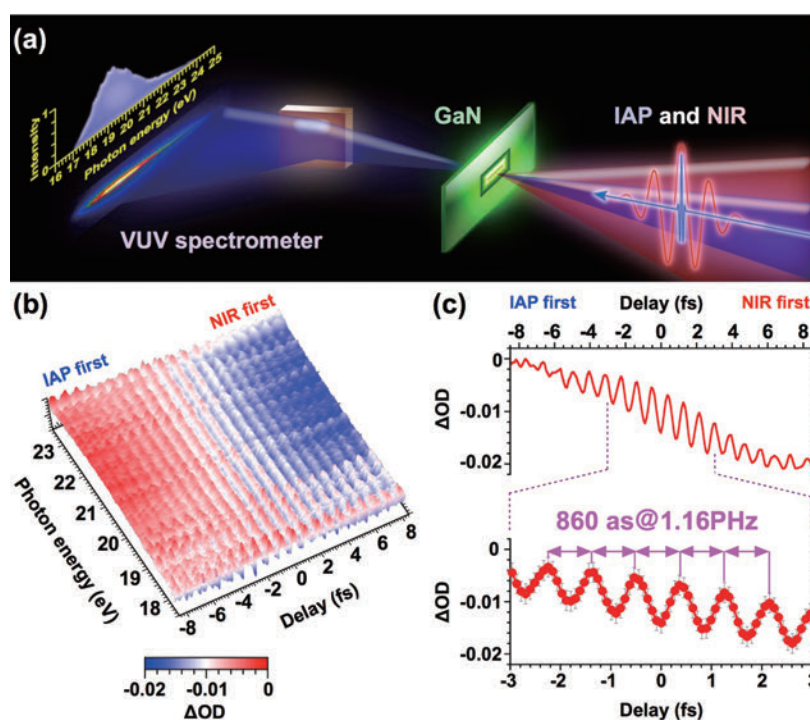 (a)
Intensity
1
0
16 17 18 19 20 21 22 23 24 25
Photon energy (eV)
VUV spectrometer
GaN
IAP and NIR
(b)
IAP first
NIR first
23
22
21
20
19
18
Photon energy (eV)
-8 -6 -4 -2 0 2 4 6 8
Delay (fs)
-0.02 -0.01 0
ΔOD
(c)
IAP first Delay (fs) NIR first
-8 -6 -4 -2 0 2 4 6 8
0
-0.01
-0.02
ΔOD
860 as@1.16PHz
0
-0.01
-0.02
ΔOD
-3 -2 -1 0 1 2 3
Delay (fs)